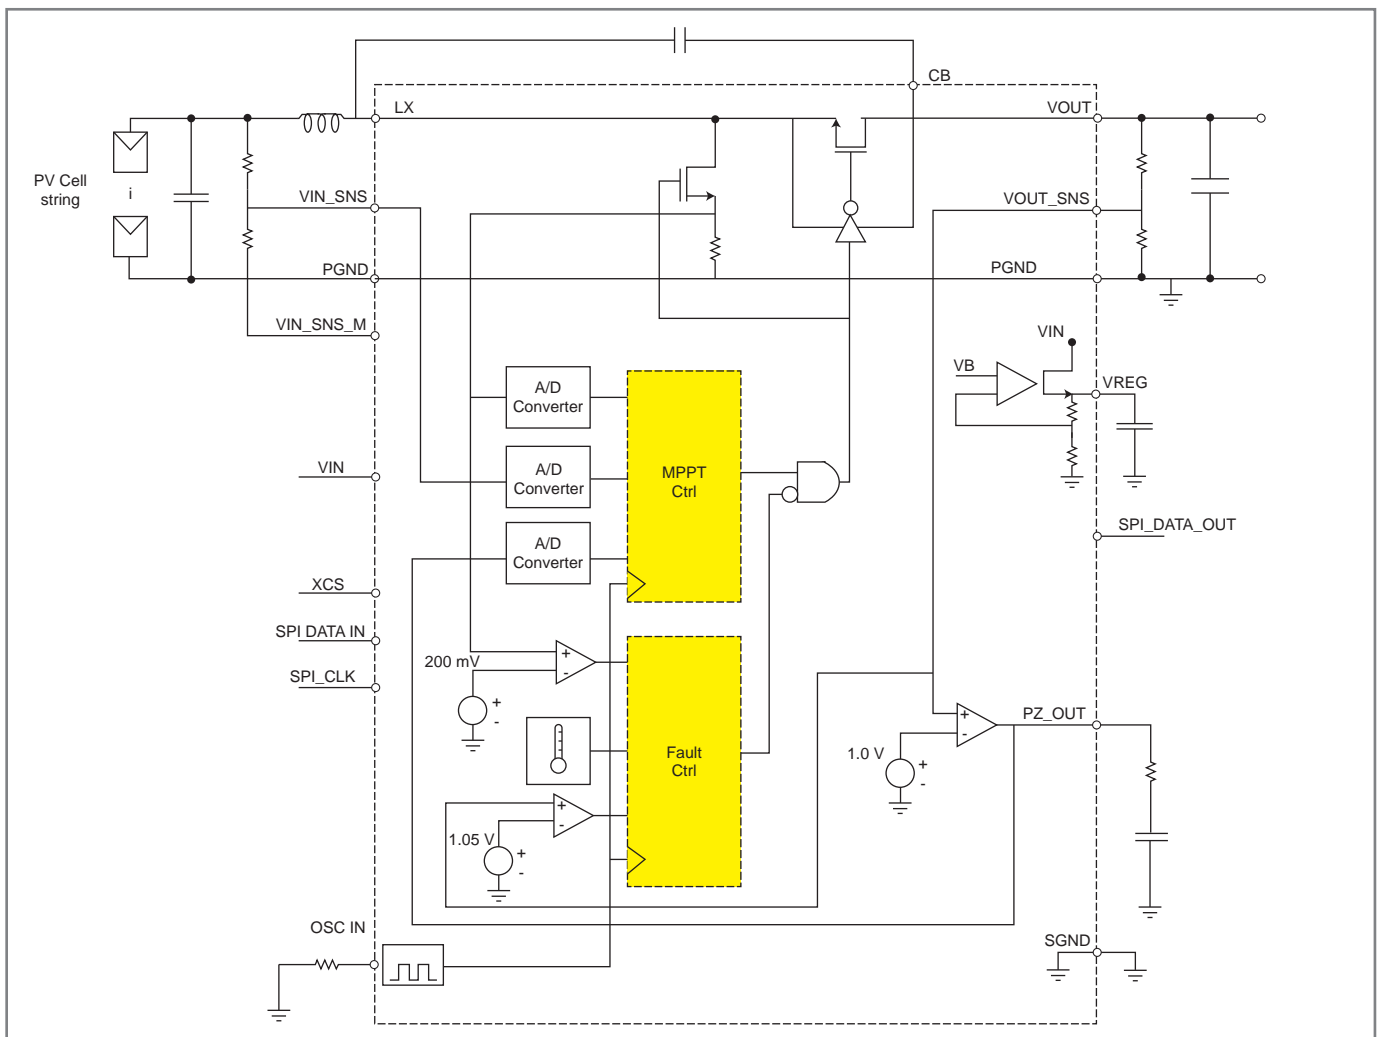 CB
LX
VOUT
PV Cell
string
i
VIN_SNS
VOUT_SNS
PGND
PGND
VIN_SNS_M
VIN
VB
VREG
A/D
Converter
VIN
A/D
Converter
MPPT
Ctrl
SPI_DATA_OUT
A/D
Converter
XCS
SPI DATA IN
SPI_CLK
200 mV
+
-
+
-
Fault
Ctrl
PZ_OUT
+
-
1.0 V
+
-
+
-
1.05 V
+
-
OSC IN
SGND